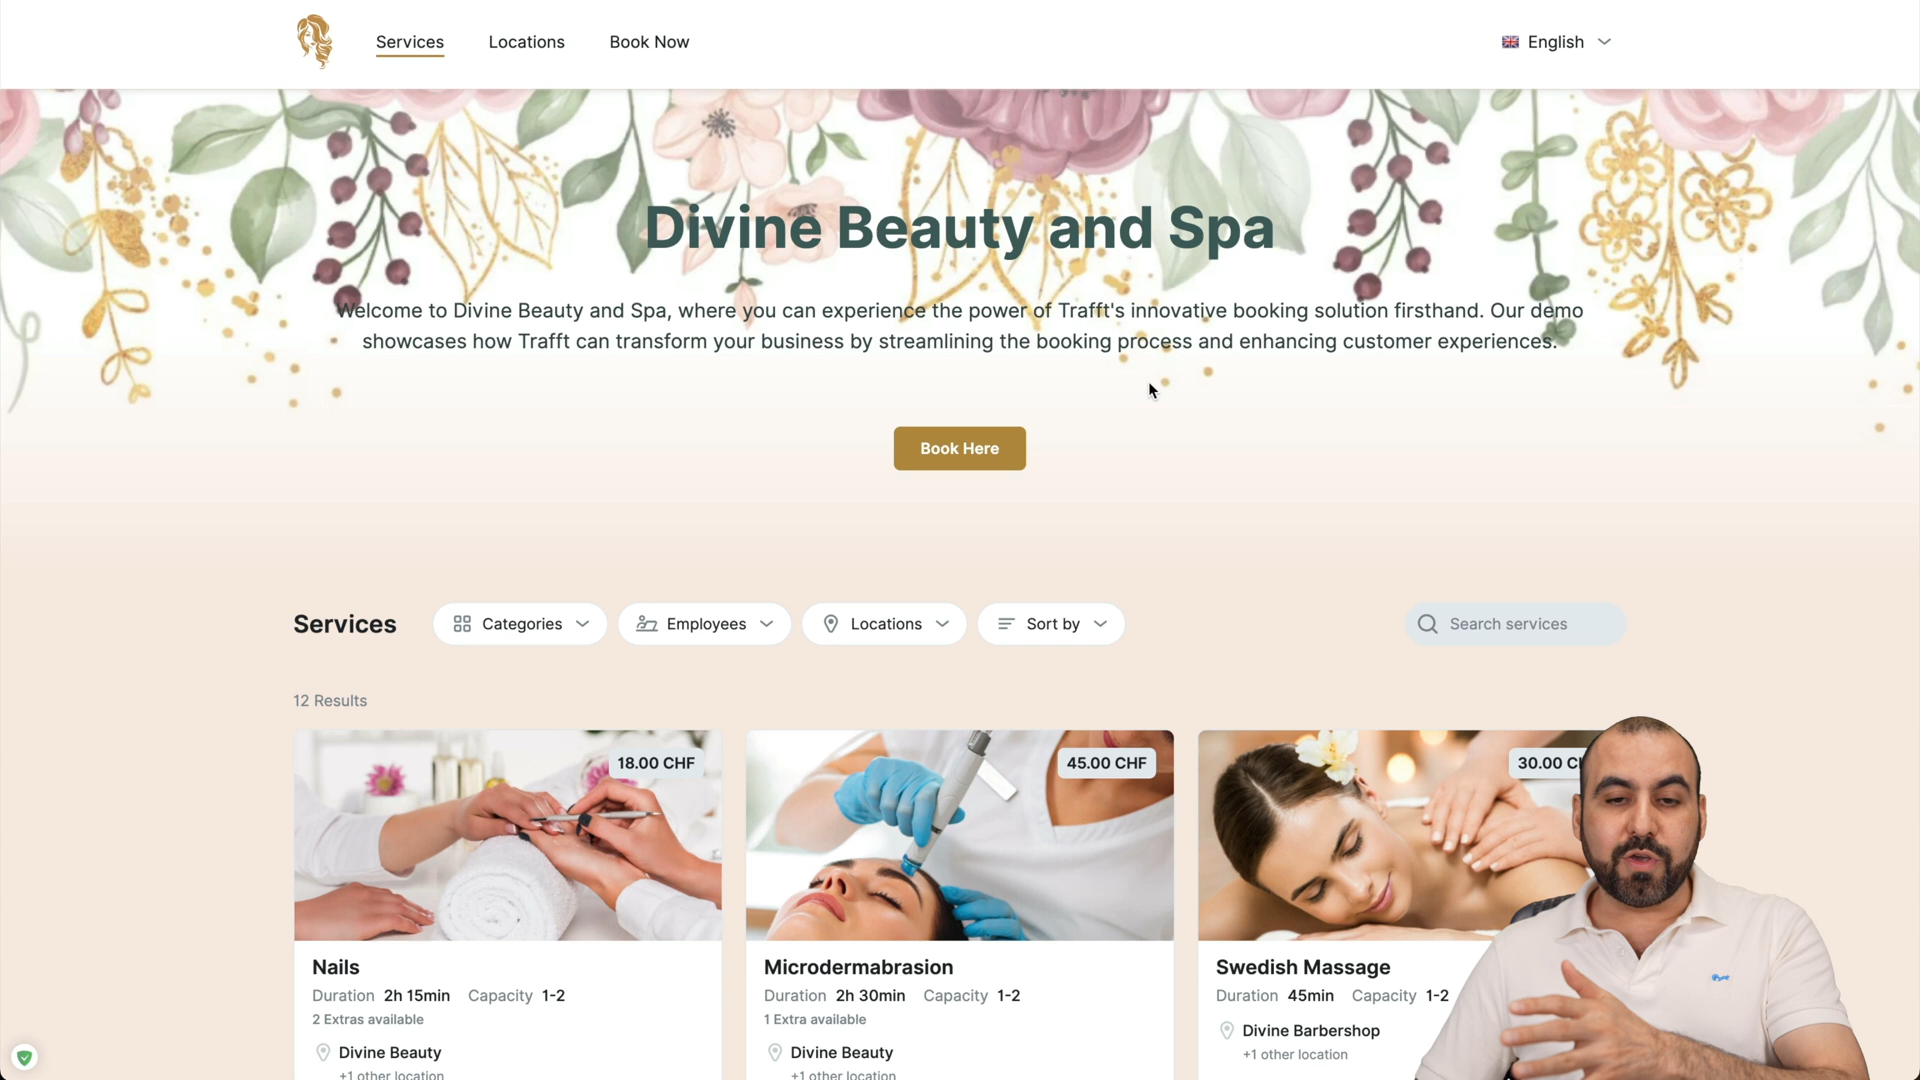 Services
Locations
Book Now
English
Divine Beauty and Spa
Welcome to Divine Beauty and Spa, where you can experience the power of Trafft's innovative booking solution firsthand. Our demo
showcases how Trafft can transform your business by streamlining the booking process and enhancing customer experiences.
Book Here
Services
Categories
Employees
Locations
Sort by
Search services
12 Results
18.00 CHF
Nails
Duration 2h 15min Capacity 1-2
2 Extras available
Divine Beauty
+1 other location
45.00 CHF
Microdermabrasion
Duration 2h 30min Capacity 1-2
1 Extra available
Divine Beauty
+1 other location
30.00
Swedish Massage
Duration 45min Capacity 1-2
Divine Barbershop
+1 other location